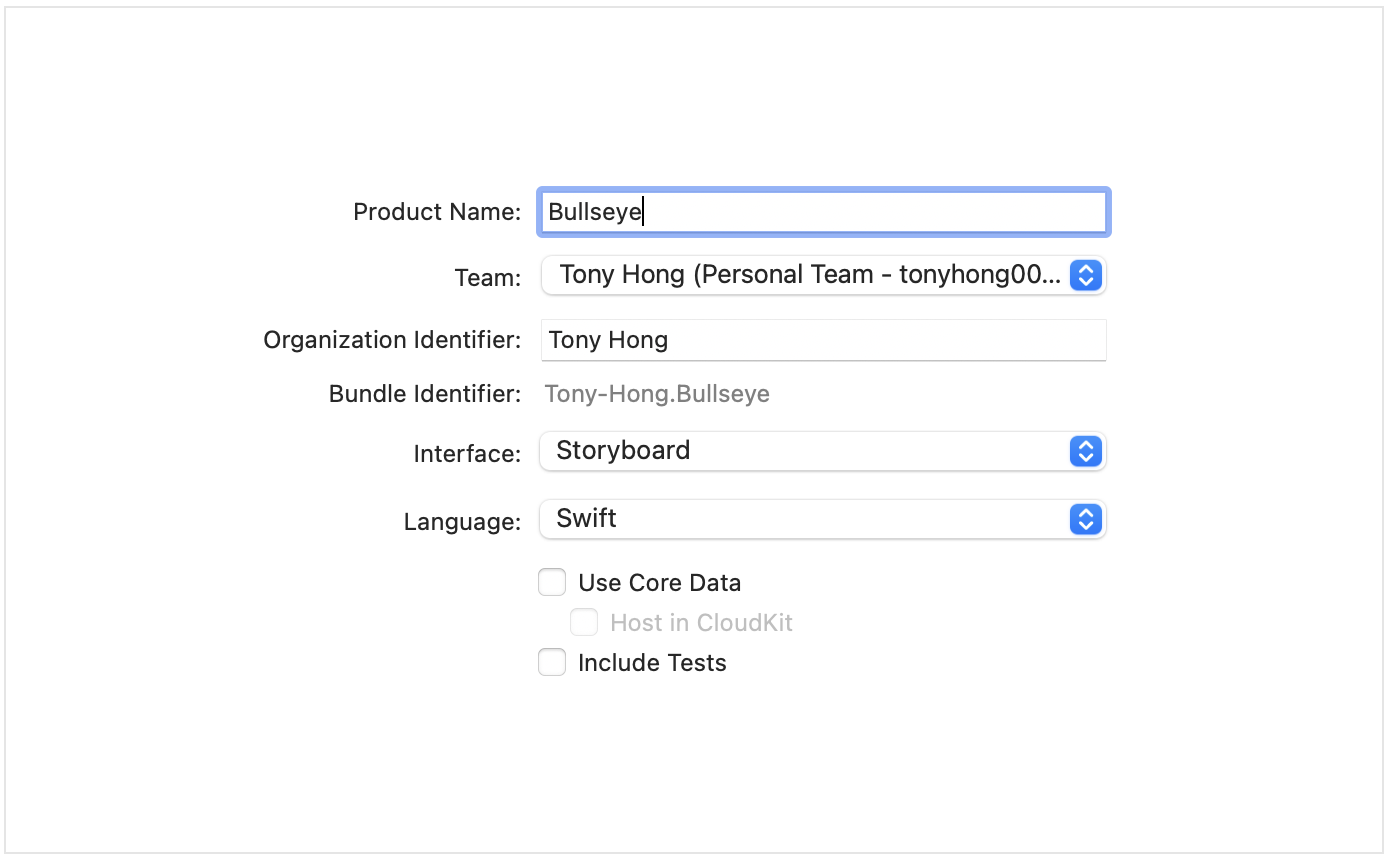 Product Name: Bullseye
Team: Tony Hong (Personal Team - tonyhong00...
Organization Identifier: Tony Hong
Bundle Identifier: Tony-Hong.Bullseye
Interface: Storyboard
Language: Swift
Use Core Data
Host in CloudKit
Include Tests